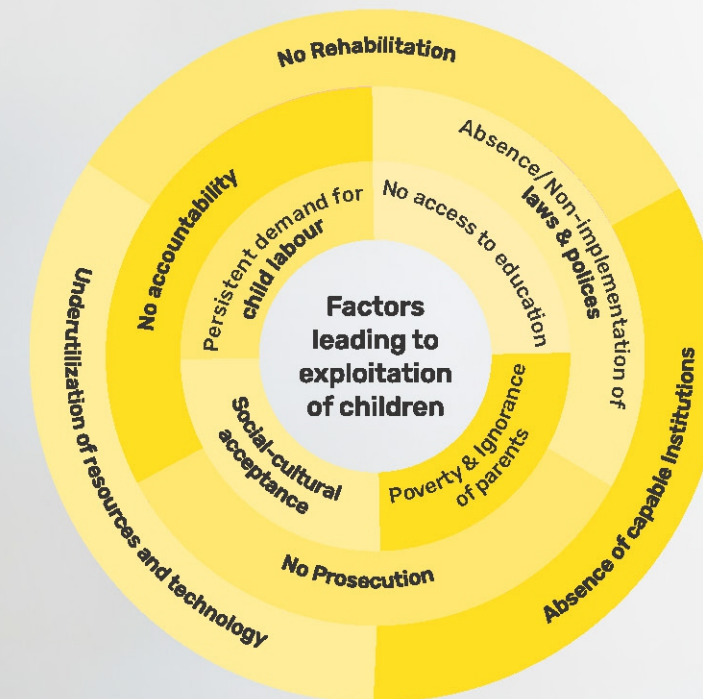 No Rehabilitation
Absence/Non-implementation of
laws & polices
No accountability
Persistent demand for
child labour
No access to education
Factors
leading to
exploitation
of children
Social-cultural
acceptance
Poverty & Ignorance
of parents
No Prosecution
Underutilization of resources and technology
Absence of capable Institutions